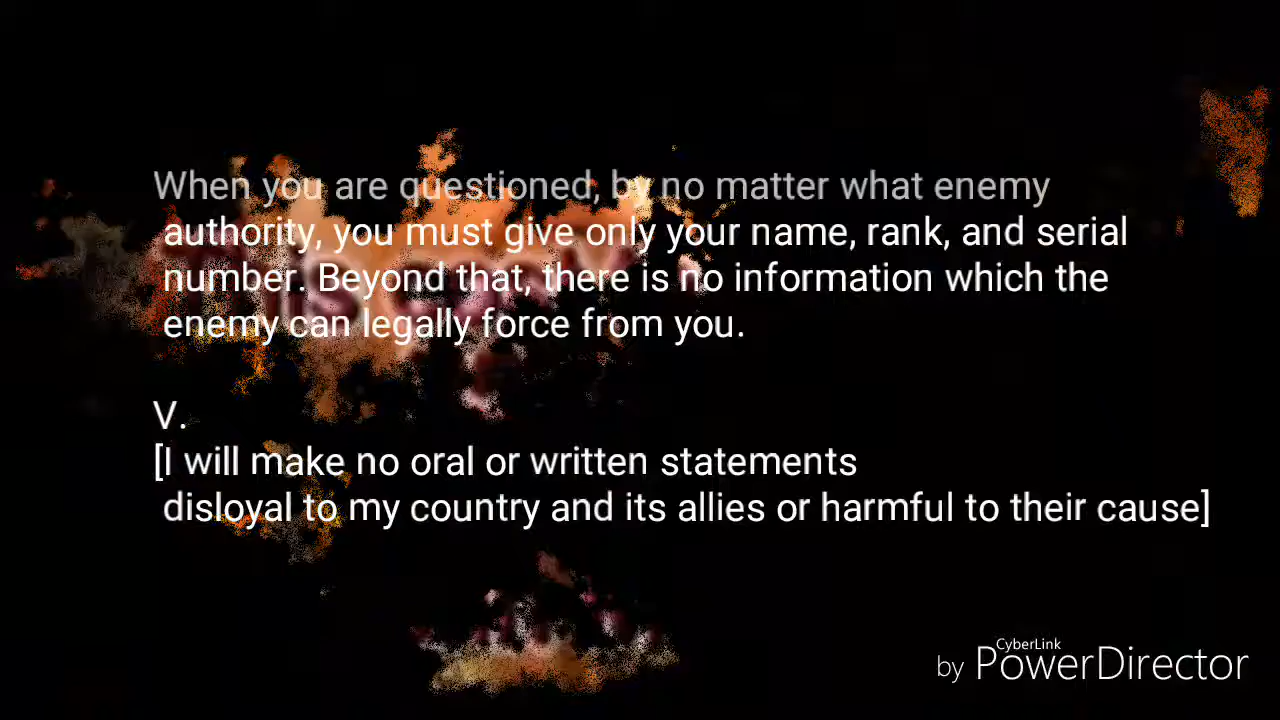 When you are questioned, by no matter what enemy
authority, you must give only your name, rank, and serial
number. Beyond that, there is no information which the
enemy can legally force from you.
V.
[I will make no oral or written statements
disloyal to my country and its allies or harmful to their cause]
CyberLink
by PowerDirector